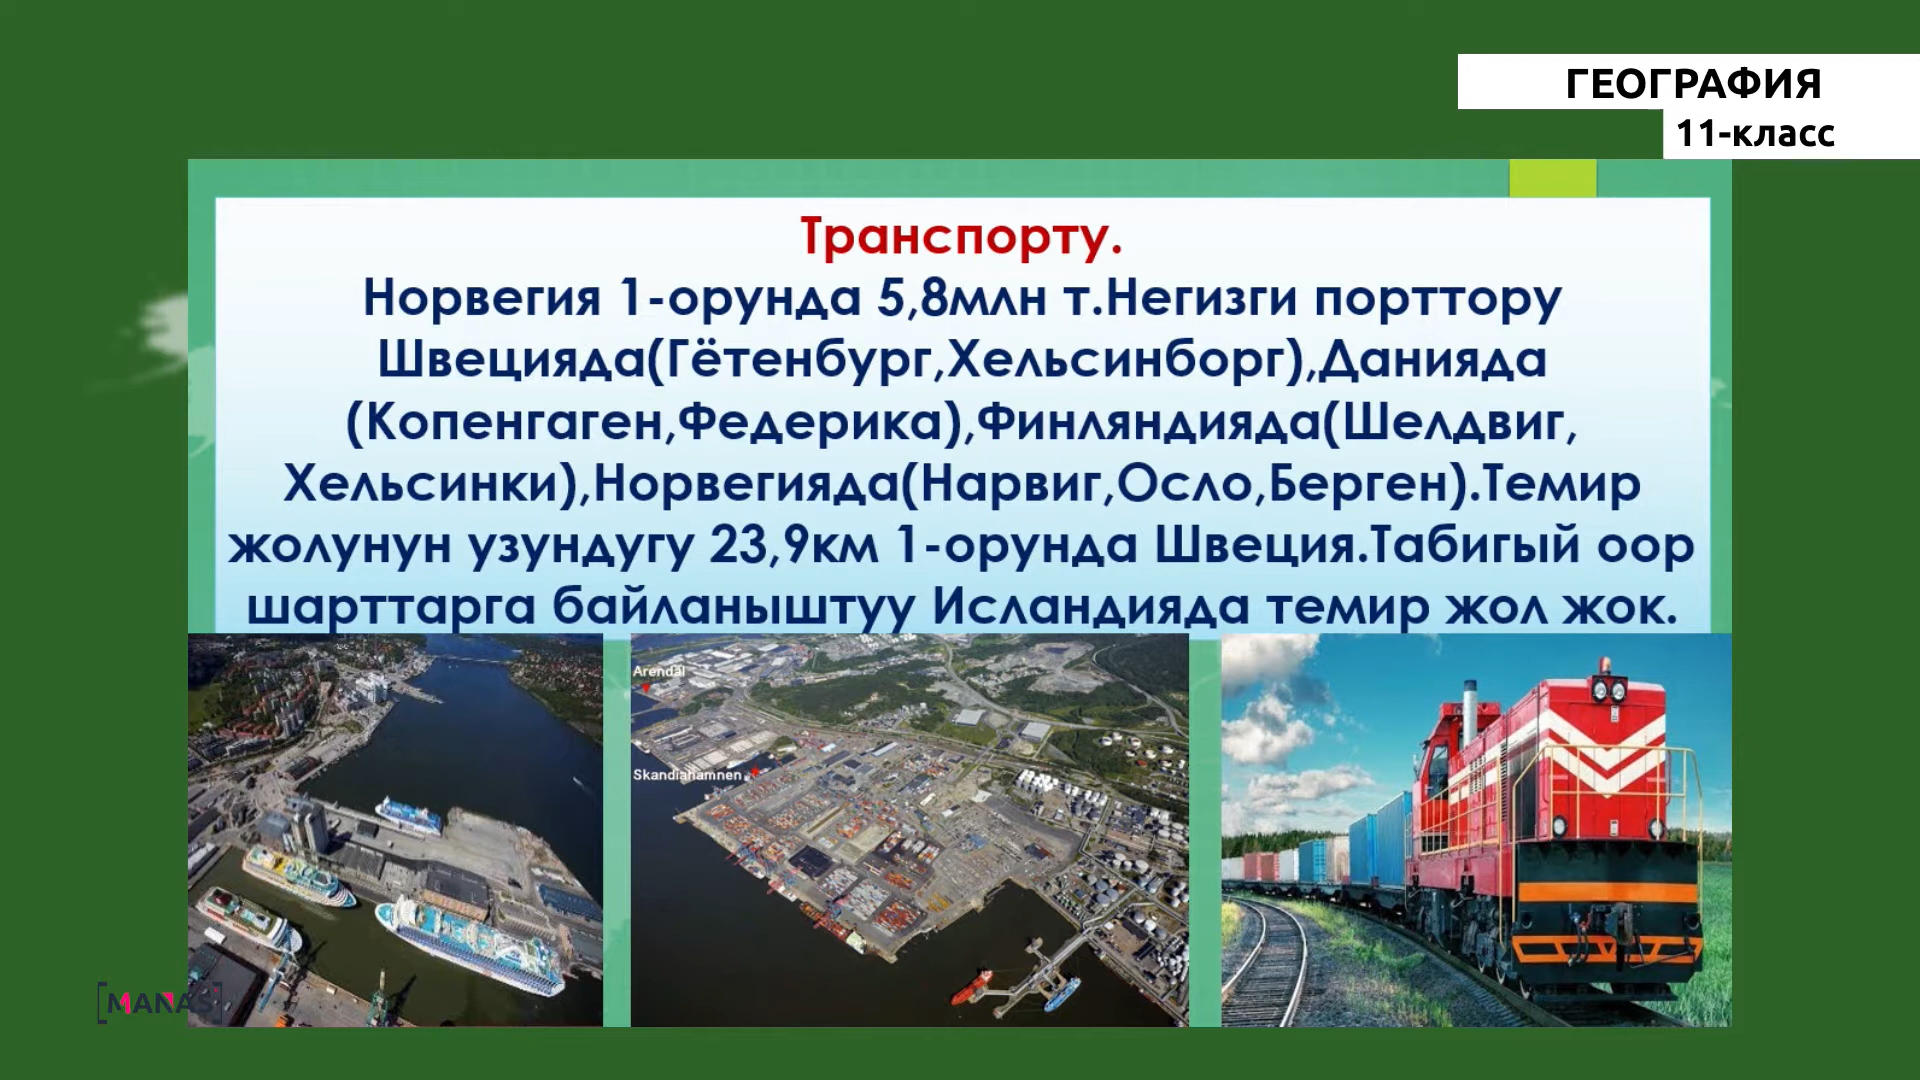 ГЕОГРАФИЯ
11-класс
Транспорту.
Норвегия 1-орунда 5,8млн т.Негизги порттору
Швецияда(Гётенбург,Хельсинборг),Данияда
(Копенгаген,Федерика),Финляндияда(Шелдвиг,
Хельсинки),Норвегияда(Нарвиг,Осло,Берген).Темир
жолунун узундугу 23,9км 1-орунда Швеция.Табигый оор
шарттарга байланыштуу Исландияда темир жол жок.
Arendal
Skandiahamnen
[MANAS]